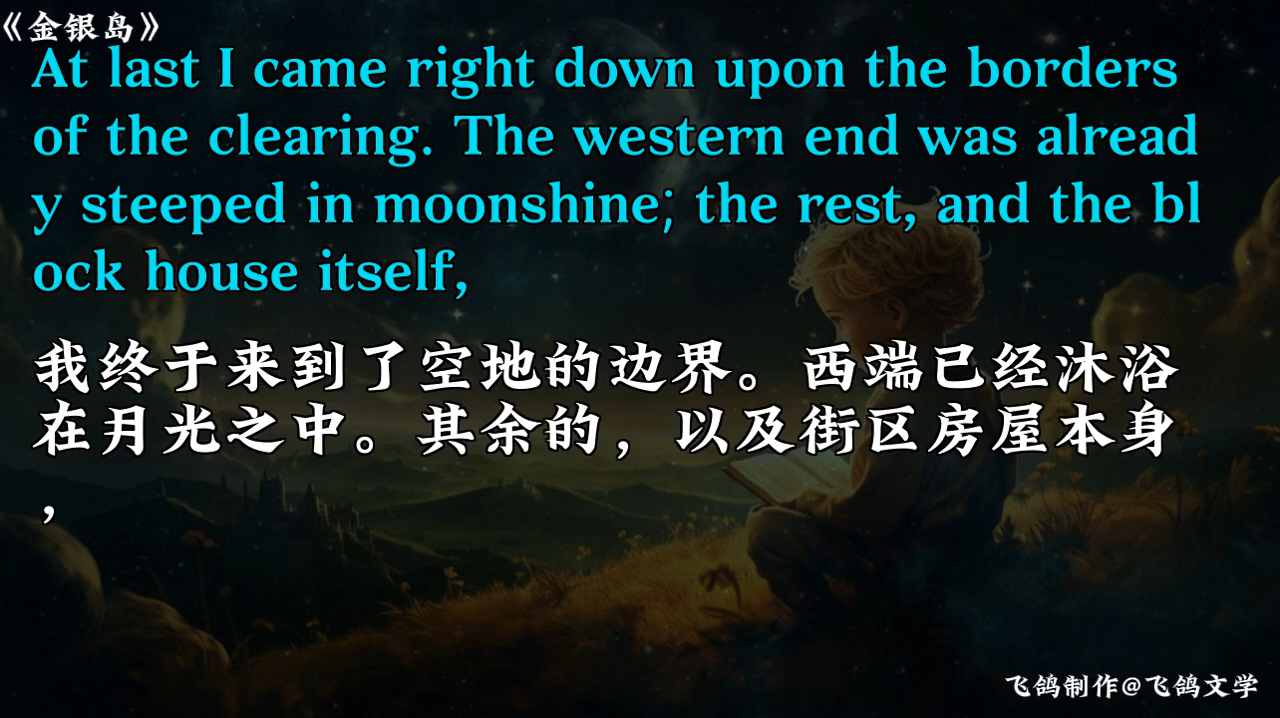 《金银岛》
At last I came right down upon the borders
of the clearing. The western end was alread
y steeped in moonshine; the rest, and the bl
ock house itself,
我终于来到了空地的边界。西端已经沐浴
在月光之中。其余的，以及街区房屋本身
，
飞鸽制作@飞鸽文学